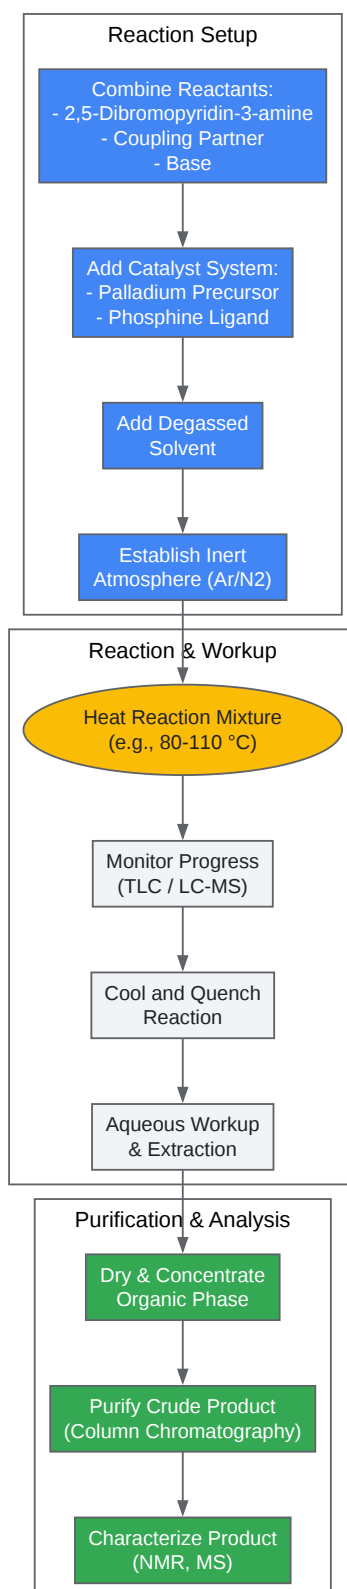 Reaction Setup
Combine Reactants:
- 2,5-Dibromopyridin-3-amine
- Coupling Partner
- Base
Add Catalyst System:
- Palladium Precursor
- Phosphine Ligand
Add Degassed
Solvent
Establish Inert
Atmosphere (Ar/N2)
Reaction & Workup
Heat Reaction Mixture
(e.g., 80-110 °C)
Monitor Progress
(TLC / LC-MS)
Cool and Quench
Reaction
Aqueous Workup
& Extraction
Purification & Analysis
Dry & Concentrate
Organic Phase
Purify Crude Product
(Column Chromatography)
Characterize Product
(NMR, MS)